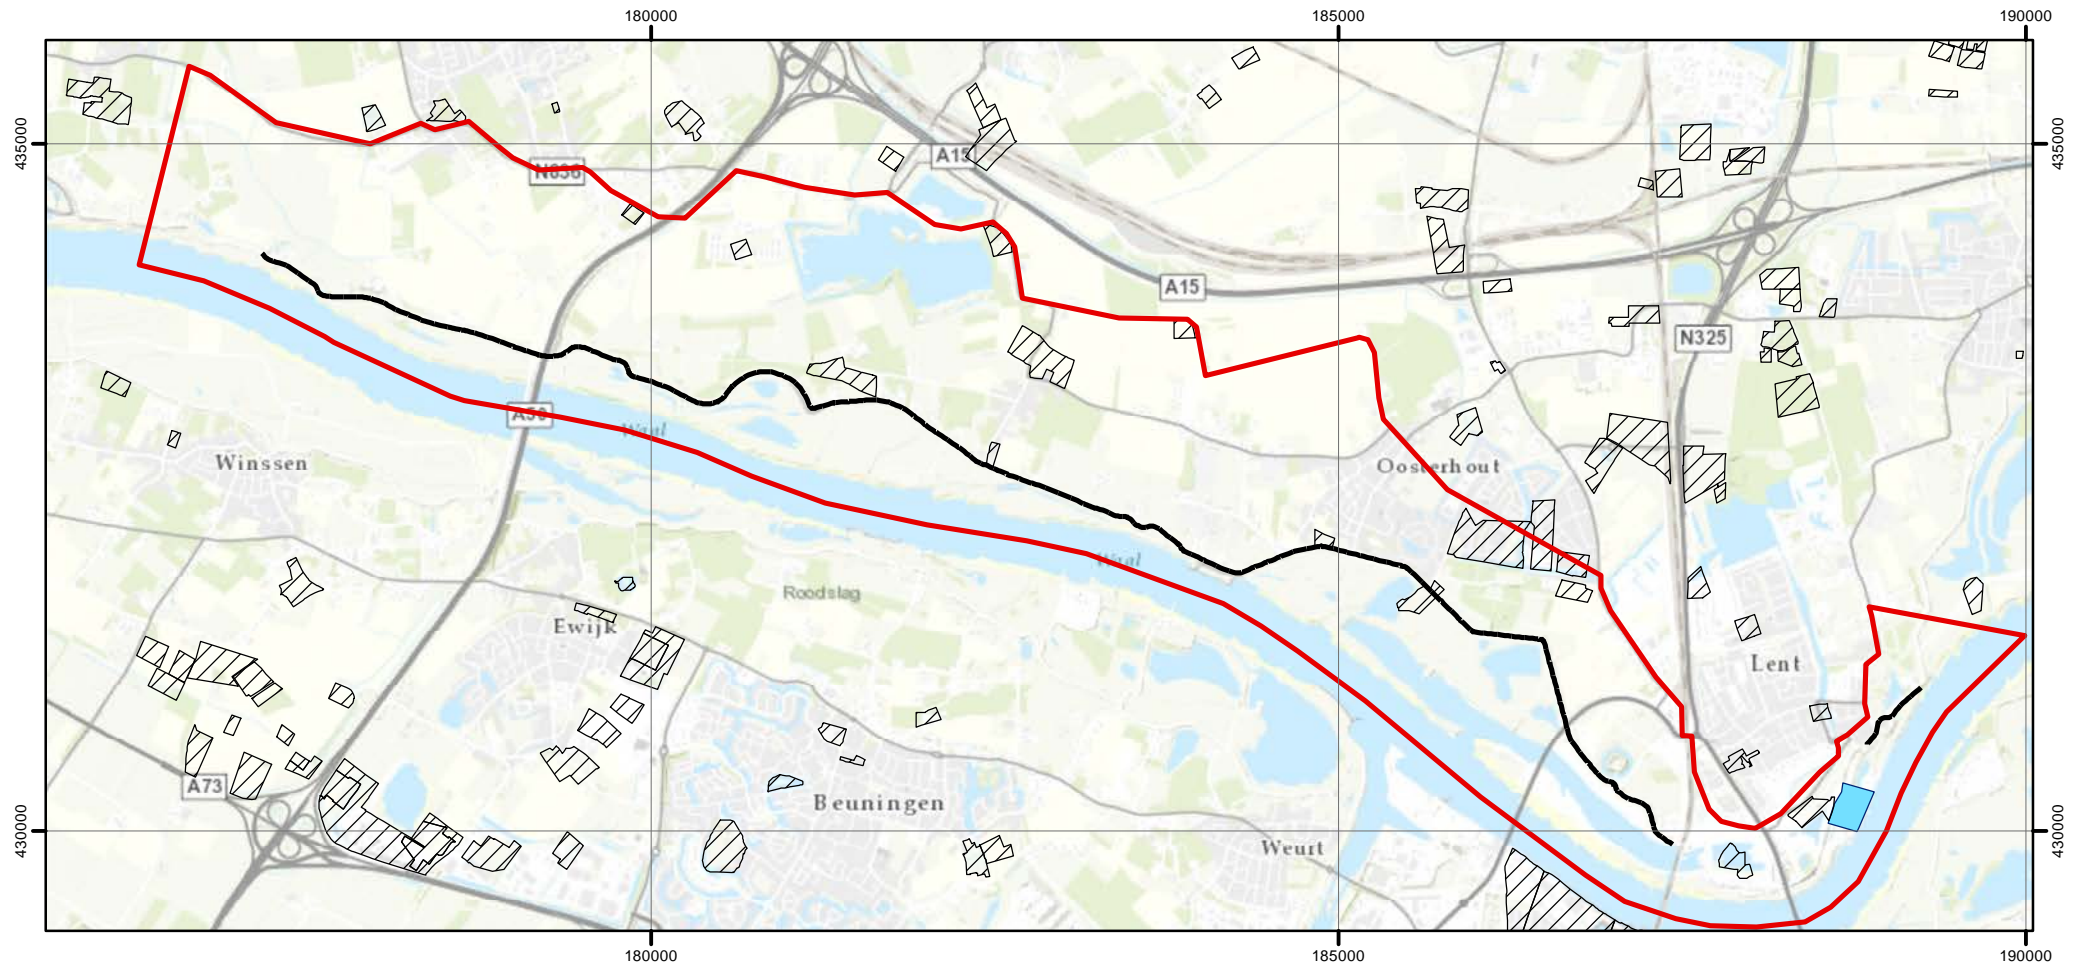 180000
185000
190000
435000
435000
A15
N836
A15
N325
A50
Waal
Winssen
Oosterhout
Waal
Roodslag
Ewijk
Lent
A73
Beuningen
430000
430000
Weurt
180000
185000
190000